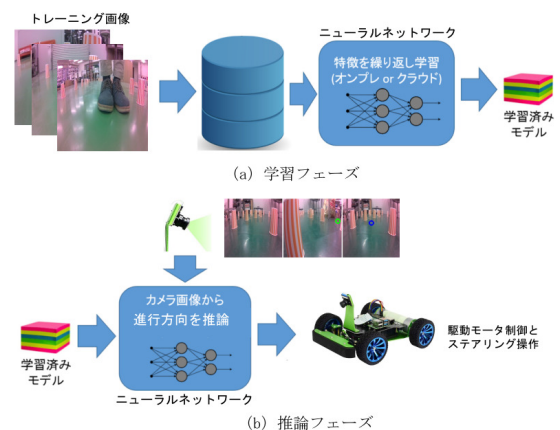 トレーニング画像
ニューラルネットワーク
特徴を繰り返し学習
(オンプレ or クラウド)
学習済み
モデル
(a) 学習フェーズ
カメラ画像から
進行方向を推論
学習済み
モデル
ニューラルネットワーク
駆動モータ制御と
ステアリング操作
(b) 推論フェーズ